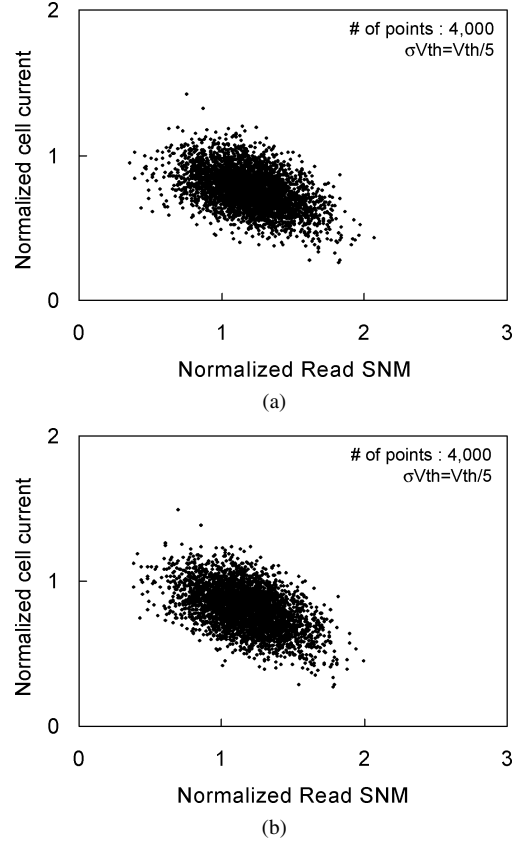 2
# of points : 4,000
σVth=Vth/5
Normalized cell current
1
0
0
1
2
3
Normalized Read SNM
(a)
2
# of points : 4,000
σVth=Vth/5
Normalized cell current
1
0
0
1
2
3
Normalized Read SNM
(b)